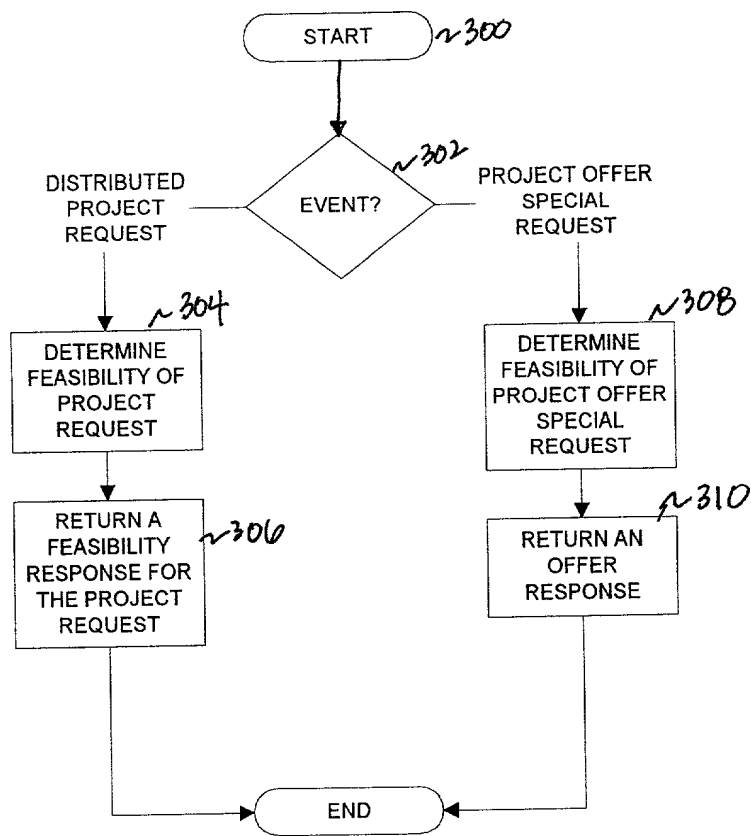 START
~300
~302
EVENT?
DISTRIBUTED
PROJECT
REQUEST
PROJECT OFFER
SPECIAL
REQUEST
~304
DETERMINE
FEASIBILITY OF
PROJECT
REQUEST
~308
DETERMINE
FEASIBILITY OF
PROJECT OFFER
SPECIAL
REQUEST
RETURN A
FEASIBILITY
RESPONSE FOR
THE PROJECT
REQUEST
~306
~310
RETURN AN
OFFER
RESPONSE
END